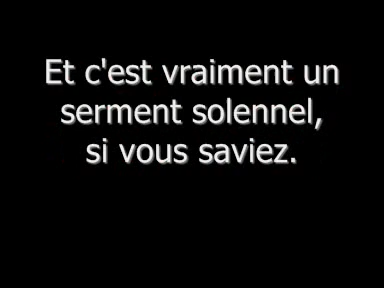 Et c'est vraiment un
serment solennel,
si vous saviez.